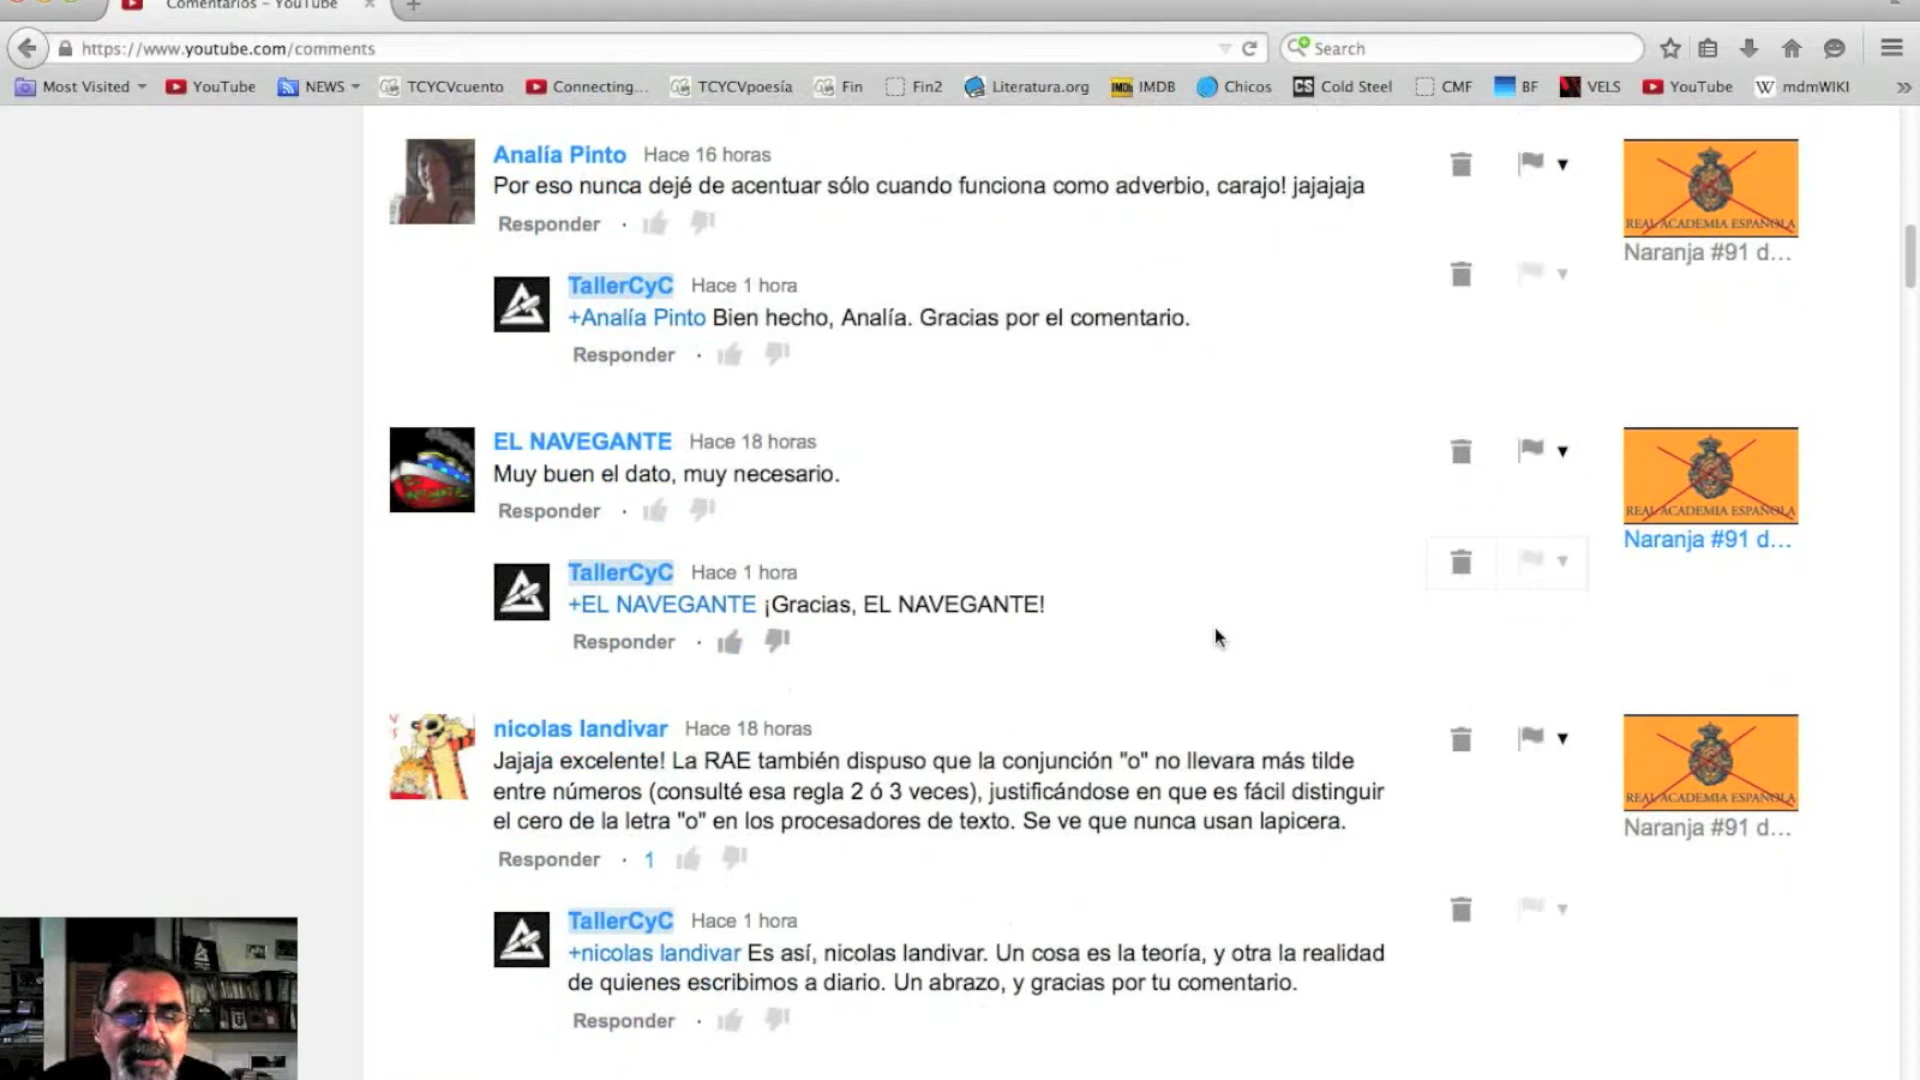 Comentarios – YouTube
https://www.youtube.com/comments
Search
Most Visited
YouTube
NEWS
TCYCVcuento
Connecting...
TCYCVpoesía
Fin
Fin2
Literatura.org
IMDB
Chicos
Cold Steel
CMF
BF
VELS
YouTube
mdmWIKI
Analía Pinto Hace 16 horas
Por eso nunca dejé de acentuar sólo cuando funciona como adverbio, carajo! jajajaja
Responder
REAL ACADEMIA ESPAÑOLA
Naranja #91 d...
TallerCyC Hace 1 hora
+Analía Pinto Bien hecho, Analía. Gracias por el comentario.
Responder
EL NAVEGANTE Hace 18 horas
Muy buen el dato, muy necesario.
Responder
REAL ACADEMIA ESPAÑOLA
Naranja #91 d...
TallerCyC Hace 1 hora
+EL NAVEGANTE ¡Gracias, EL NAVEGANTE!
Responder
nicolas landivar Hace 18 horas
Jajaja excelente! La RAE también dispuso que la conjunción "o" no llevara más tilde
entre números (consulté esa regla 2 ó 3 veces), justificándose en que es fácil distinguir
el cero de la letra "o" en los procesadores de texto. Se ve que nunca usan lapicera.
Responder · 1
REAL ACADEMIA ESPAÑOLA
Naranja #91 d...
TallerCyC Hace 1 hora
+nicolas landivar Es así, nicolas landivar. Un cosa es la teoría, y otra la realidad
de quienes escribimos a diario. Un abrazo, y gracias por tu comentario.
Responder